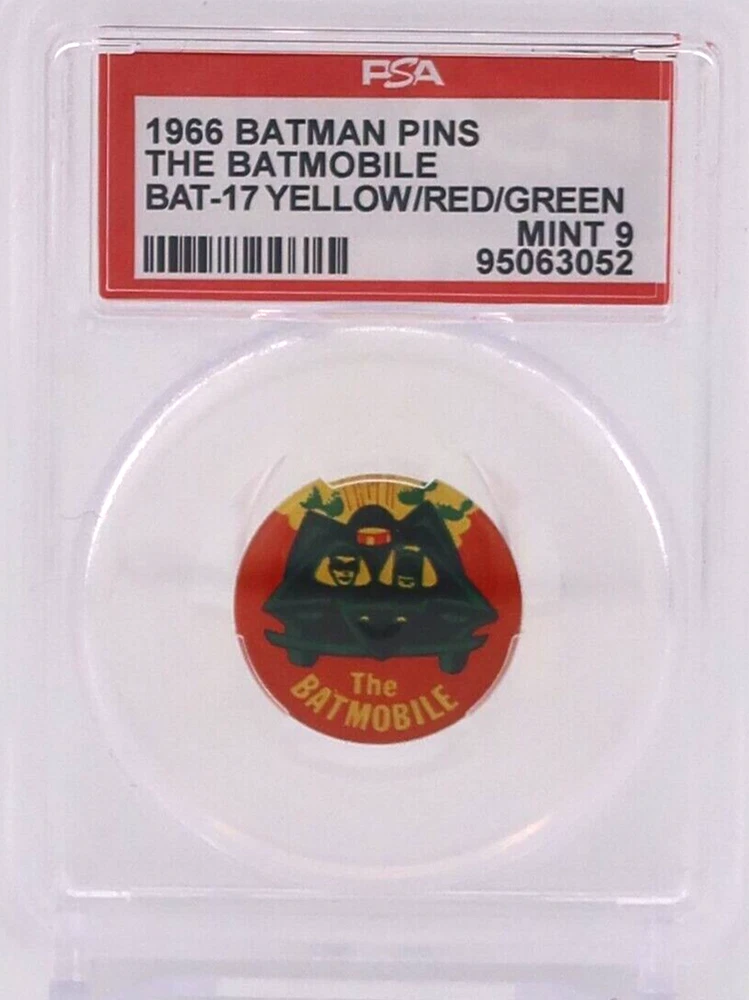 PSA
1966 BATMAN PINS
THE BATMOBILE
BAT-17 YELLOW/RED/GREEN
MINT 9
95063052
The
BATMOBILE